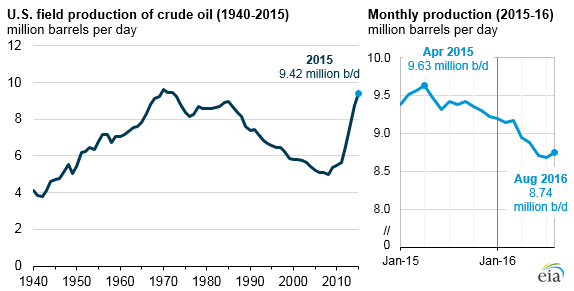 U.S. field production of crude oil (1940-2015)
million barrels per day
12
10
8
6
4
2
0
1940
1950
1960
1970
1980
1990
2000
2010
2015
9.42 million b/d
Monthly production (2015-16)
million barrels per day
10.0
9.5
9.0
8.5
8.0
//
0
Jan-15
Jan-16
Apr 2015
9.63 million b/d
Aug 2016
8.74
million b/d
eia